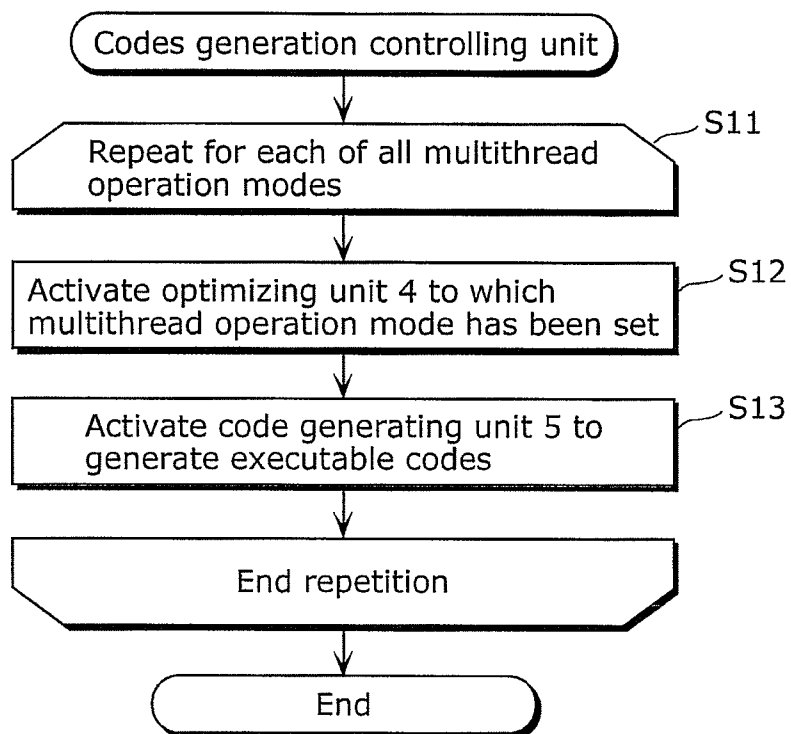 Codes generation controlling unit
S11
Repeat for each of all multithread
operation modes
S12
Activate optimizing unit 4 to which
multithread operation mode has been set
S13
Activate code generating unit 5 to
generate executable codes
End repetition
End